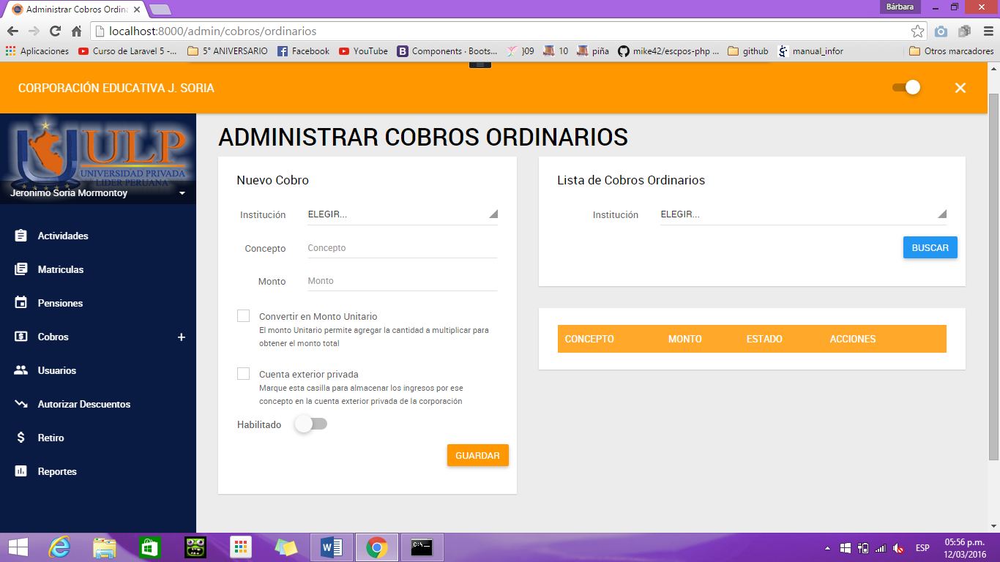 Administrar Cobros Ordina
Bárbara
localhost:8000/admin/cobros/ordinarios
Aplicaciones
Curso de Laravel 5 -...
5° ANIVERSARIO
Facebook
YouTube
Components · Boots...
)09
10
piña
mike42/escpos-php ...
github
manual_infor
Otros marcadores
CORPORACIÓN EDUCATIVA J. SORIA
ULP
UNIVERSIDAD PRIVADA
LIDER PERUANA
Jeronimo Soria Mormontoy
Actividades
Matriculas
Pensiones
Cobros
Usuarios
Autorizar Descuentos
Retiro
Reportes
ADMINISTRAR COBROS ORDINARIOS
Nuevo Cobro
Institución ELEGIR...
Concepto Concepto
Monto Monto
Convertir en Monto Unitario
El monto Unitario permite agregar la cantidad a multiplicar para
obtener el monto total
Cuenta exterior privada
Marque esta casilla para almacenar los ingresos por ese
concepto en la cuenta exterior privada de la corporación
Habilitado
GUARDAR
Lista de Cobros Ordinarios
Institución ELEGIR...
BUSCAR
CONCEPTO MONTO ESTADO ACCIONES
ESP
05:56 p.m.
12/03/2016